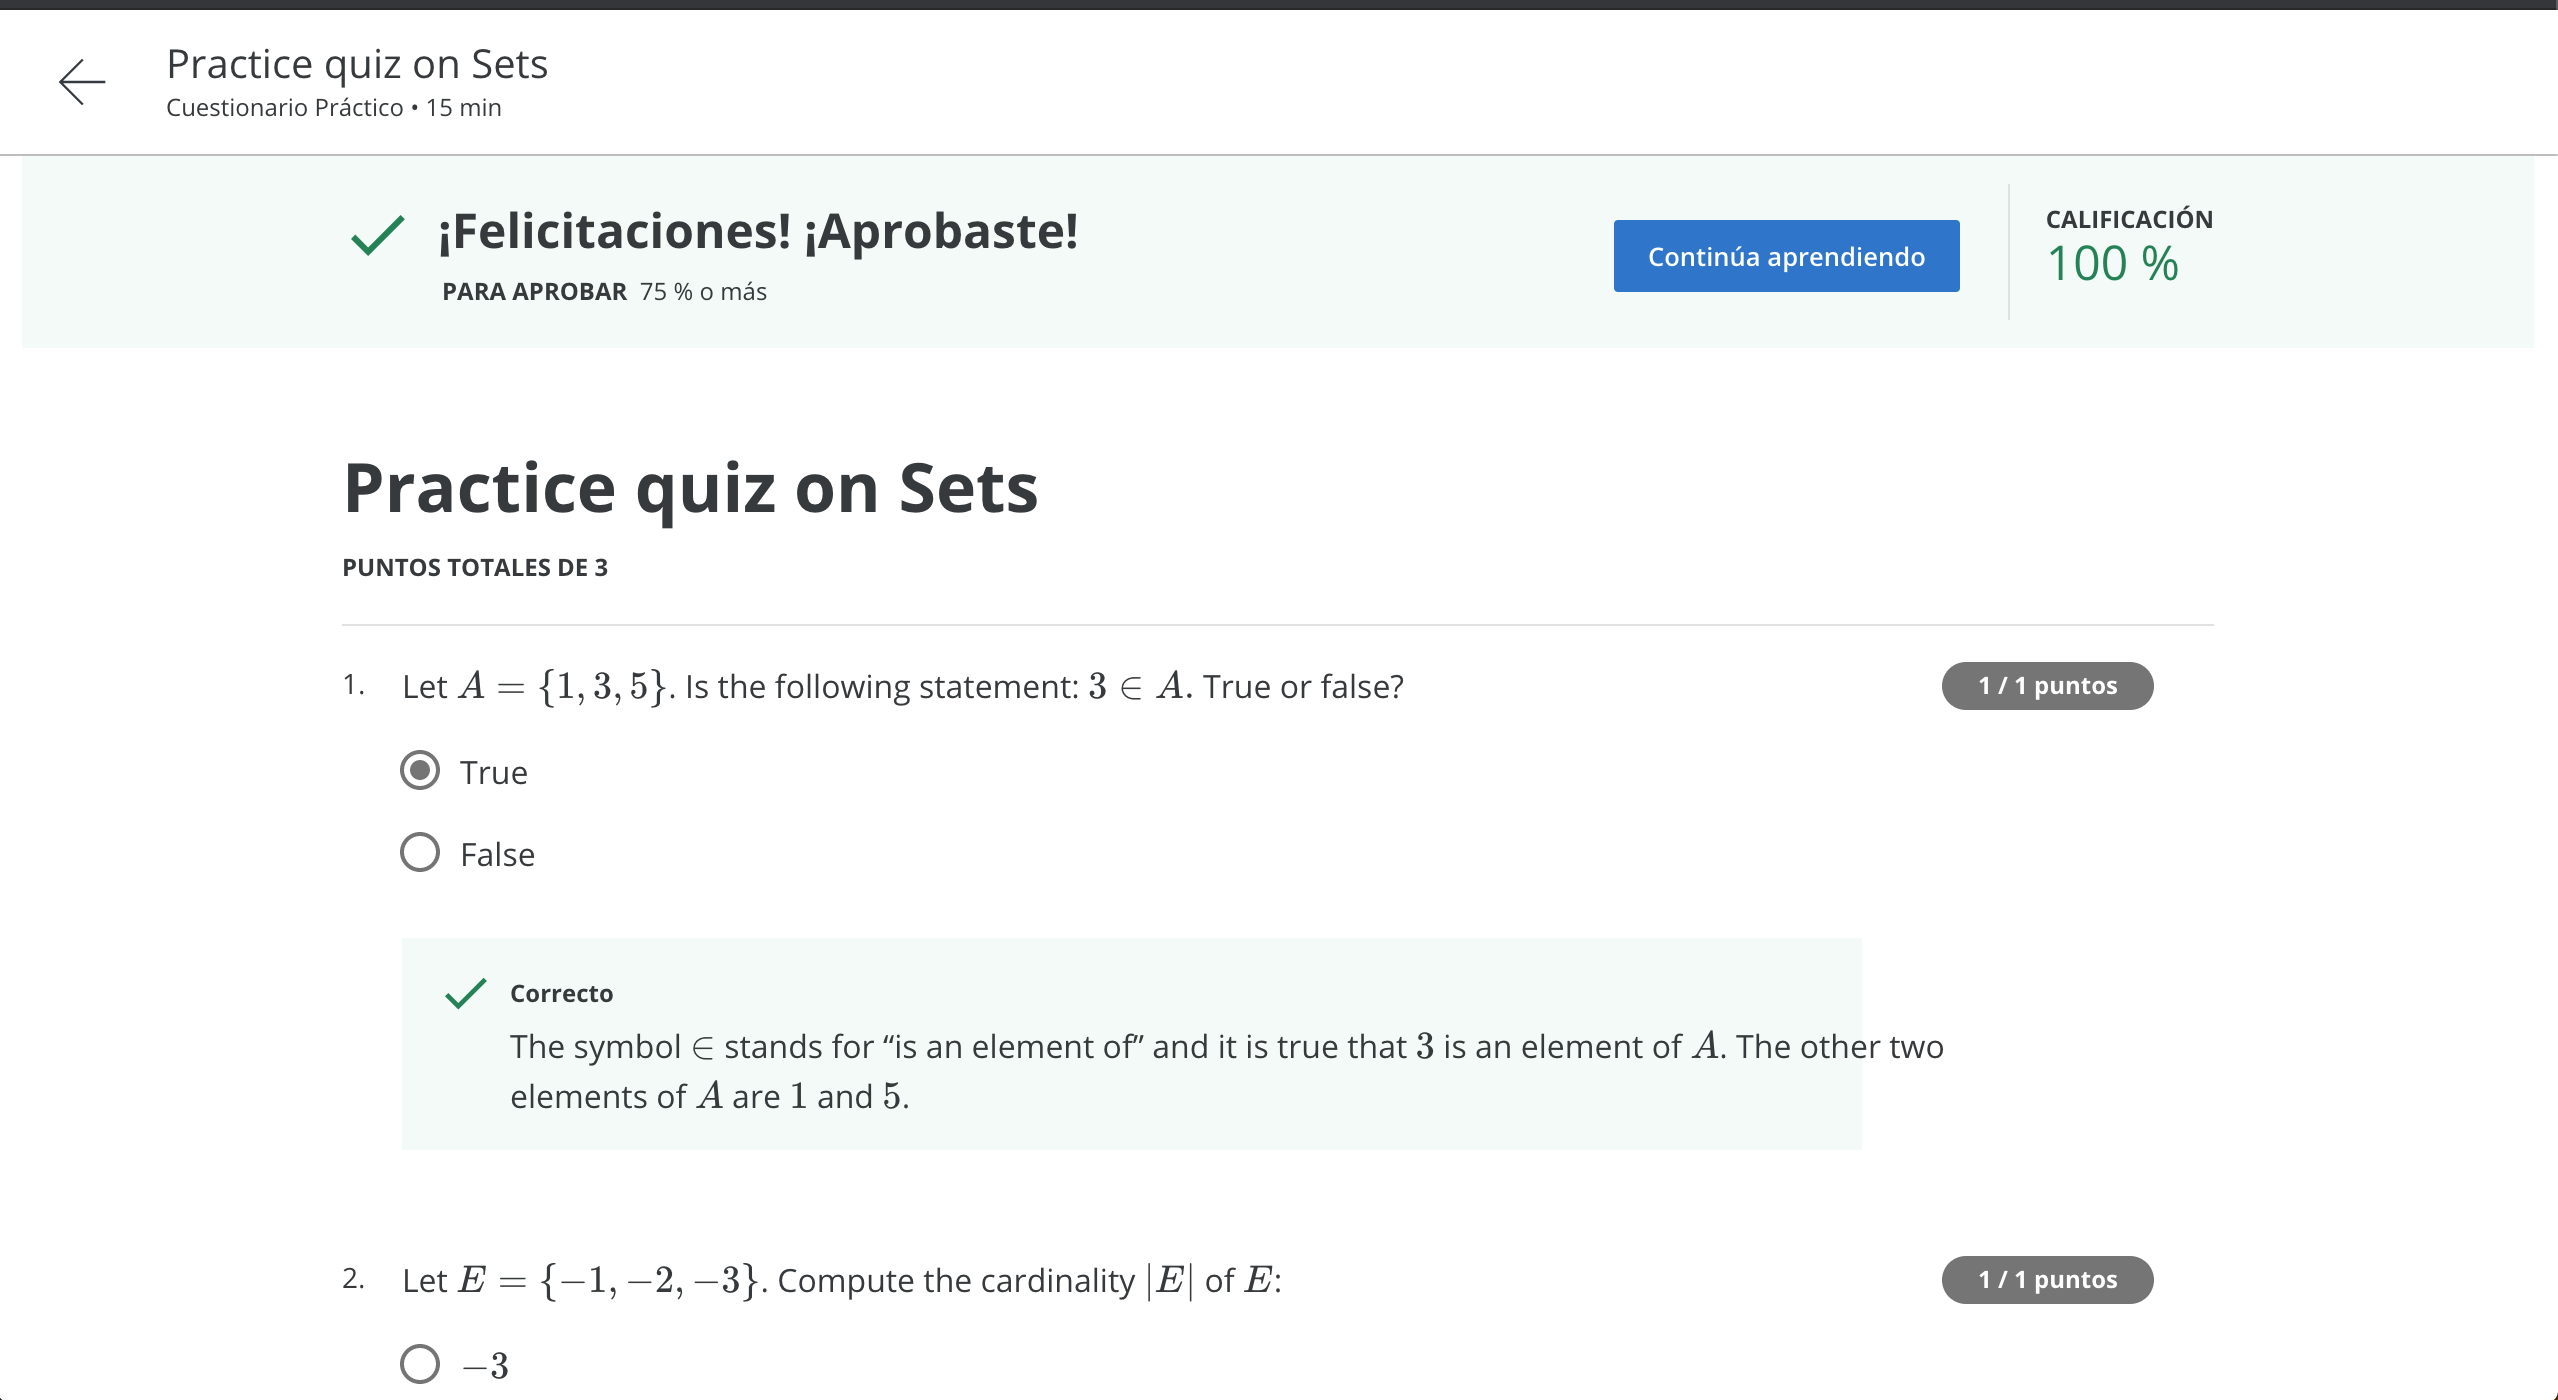 Practice quiz on Sets
Cuestionario Práctico • 15 min
¡Felicitaciones! ¡Aprobaste!
PARA APROBAR 75 % o más
Continúa aprendiendo
CALIFICACIÓN
100 %
Practice quiz on Sets
PUNTOS TOTALES DE 3
1. Let A = {1, 3, 5}. Is the following statement: 3 ∈ A. True or false?
1 / 1 puntos
True
False
Correcto
The symbol ∈ stands for “is an element of” and it is true that 3 is an element of A. The other two
elements of A are 1 and 5.
2. Let E = {−1, −2, −3}. Compute the cardinality |E| of E:
1 / 1 puntos
−3